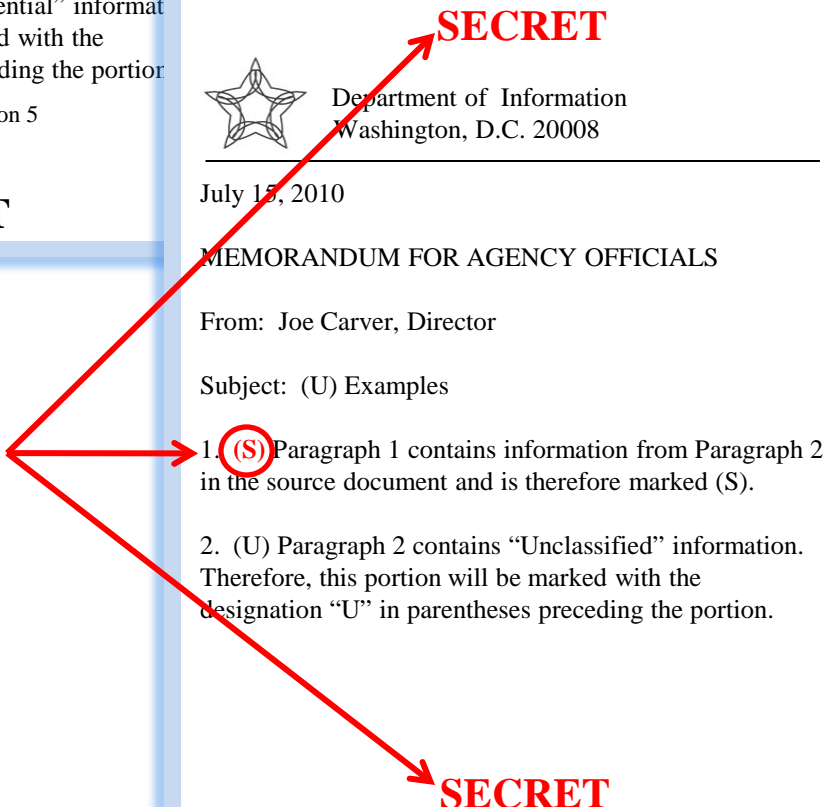 ential” informat
d with the
ding the portion
on 5
T
SECRET
Department of Information
Washington, D.C. 20008
July 15, 2010
MEMORANDUM FOR AGENCY OFFICIALS
From: Joe Carver, Director
Subject: (U) Examples
1. (S) Paragraph 1 contains information from Paragraph 2
in the source document and is therefore marked (S).
2. (U) Paragraph 2 contains “Unclassified” information.
Therefore, this portion will be marked with the
designation “U” in parentheses preceding the portion.
SECRET